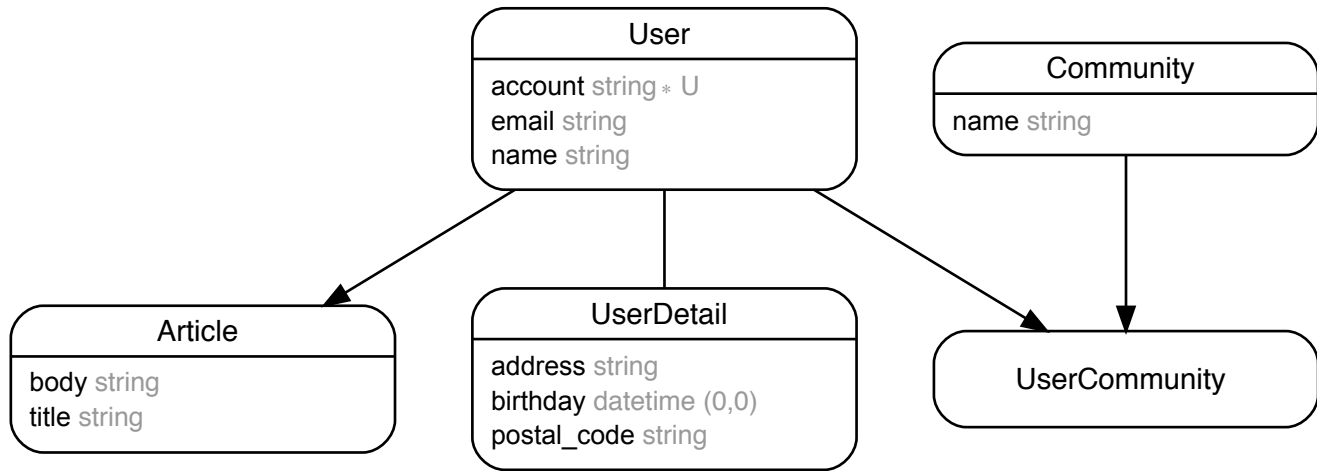 User
account string * U
email string
name string
Community
name string
Article
body string
title string
UserDetail
address string
birthday datetime (0,0)
postal_code string
UserCommunity